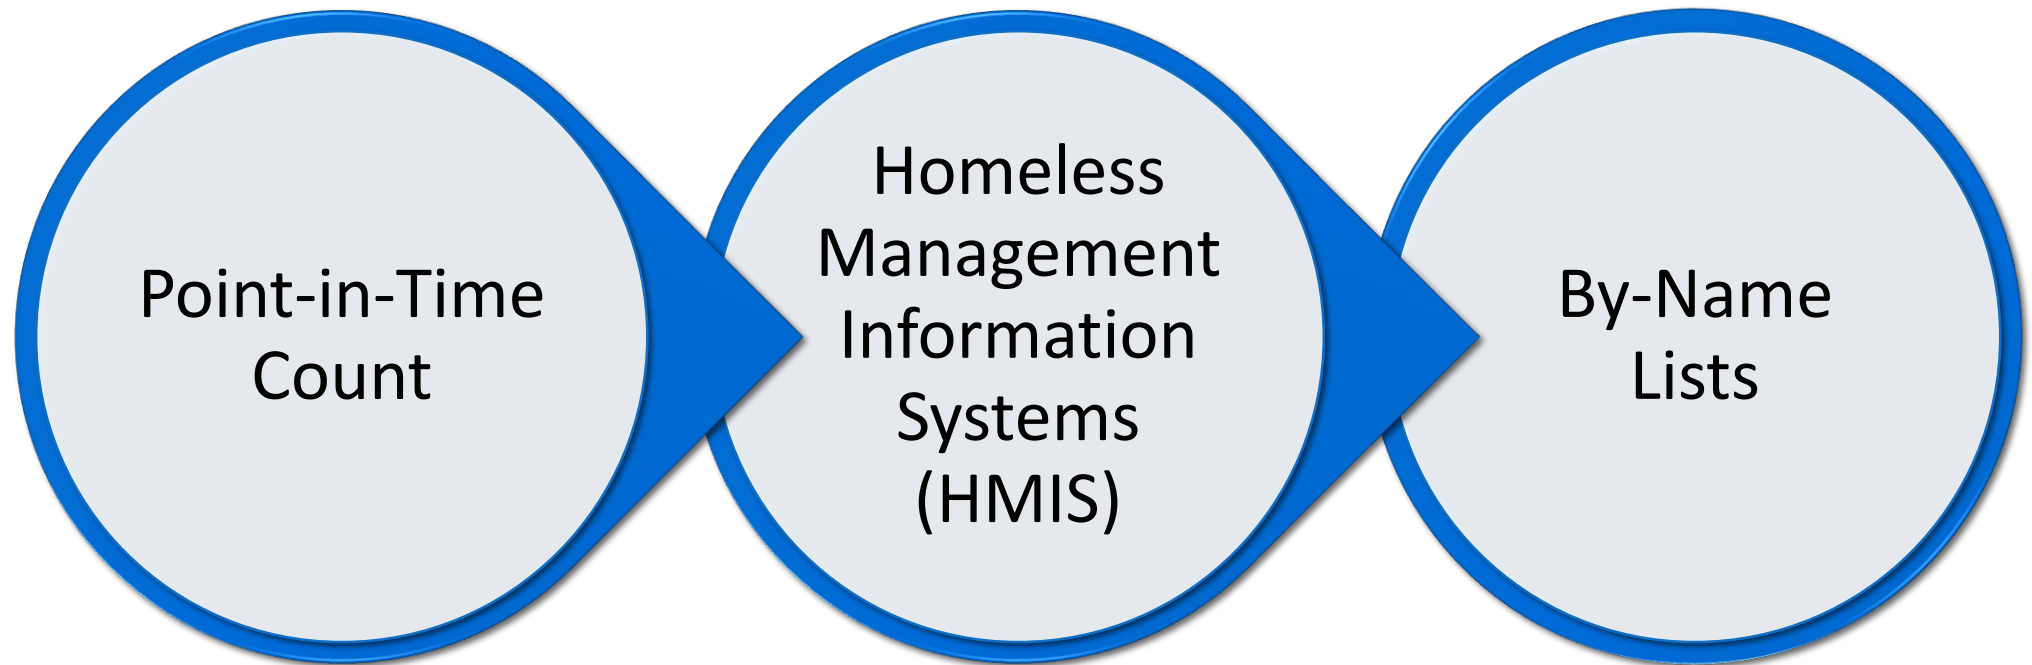 Point-in-Time
Count
Homeless
Management
Information
Systems
(HMIS)
By-Name
Lists